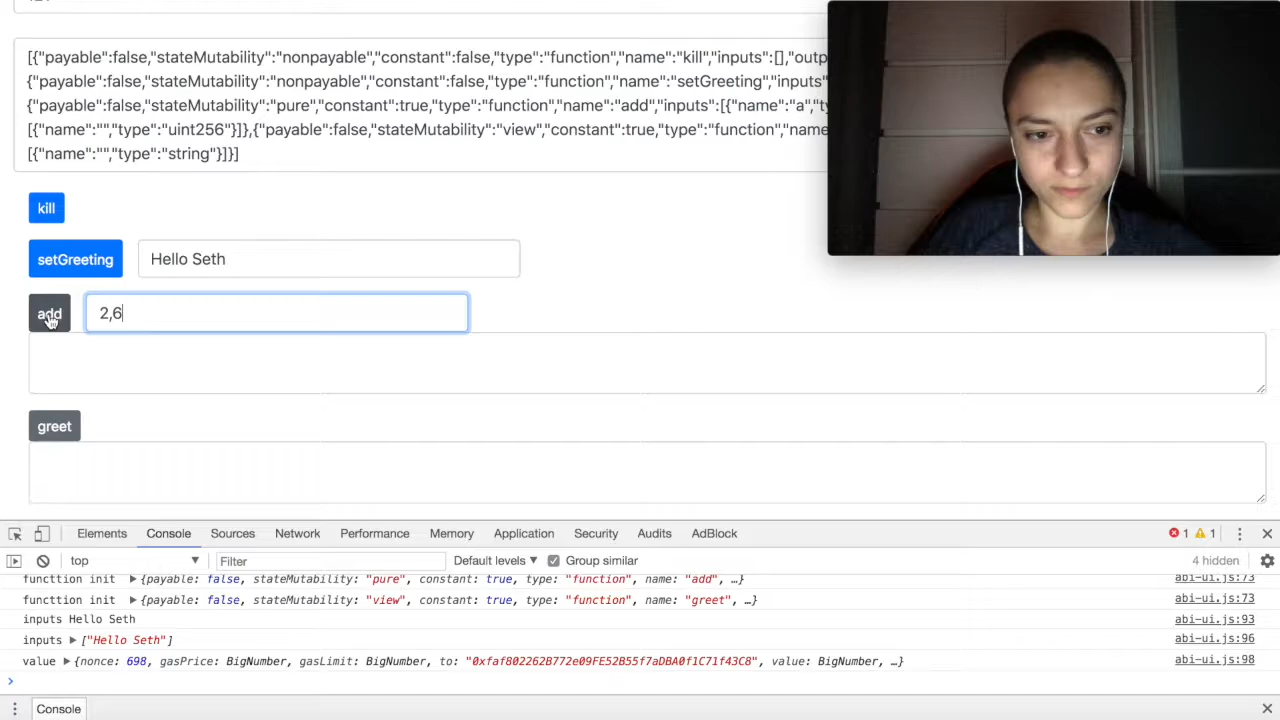 [{"payable":false,"stateMutability":"nonpayable","constant":false,"type":"function","name":"kill","inputs":[],"outp
{"payable":false,"stateMutability":"nonpayable","constant":false,"type":"function","name":"setGreeting","inputs"
{"payable":false,"stateMutability":"pure","constant":true,"type":"function","name":"add","inputs":[{"name":"a","ty
[{"name":"","type":"uint256"}]},{"payable":false,"stateMutability":"view","constant":true,"type":"function","name
[{"name":"","type":"string"}]}]
kill
setGreeting Hello Seth
add 2,6
greet
Elements Console Sources Network Performance Memory Application Security Audits AdBlock 1 1
top Filter Default levels Group similar 4 hidden
functtion init {payable: false, stateMutability: "pure", constant: true, type: "function", name: "add", …} abi-ui.js:73
functtion init {payable: false, stateMutability: "view", constant: true, type: "function", name: "greet", …} abi-ui.js:73
inputs Hello Seth abi-ui.js:93
inputs ["Hello Seth"] abi-ui.js:96
value {nonce: 698, gasPrice: BigNumber, gasLimit: BigNumber, to: "0xfaf802262B772e09FE52B55f7aDBA0f1C71f43C8", value: BigNumber, …} abi-ui.js:98
Console